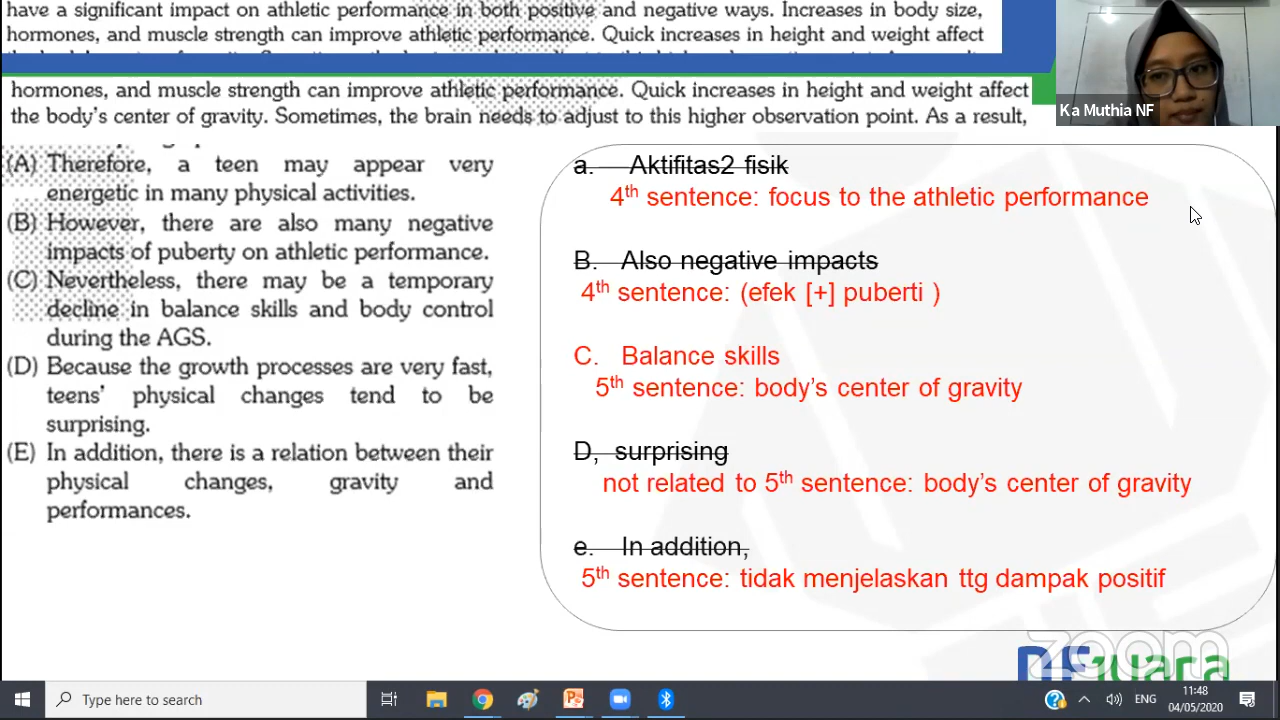 have a significant impact on athletic performance in both positive and negative ways. Increases in body size,
hormones, and muscle strength can improve athletic performance. Quick increases in height and weight affect
hormones, and muscle strength can improve athletic performance. Quick increases in height and weight affect
the body's center of gravity. Sometimes, the brain needs to adjust to this higher observation point. As a result,
Ka Muthia NF
(A) Therefore, a teen may appear very
energetic in many physical activities.
(B) However, there are also many negative
impacts of puberty on athletic performance.
(C) Nevertheless, there may be a temporary
decline in balance skills and body control
during the AGS.
(D) Because the growth processes are very fast,
teens' physical changes tend to be
surprising.
(E) In addition, there is a relation between their
physical changes, gravity and
performances.
a. Aktifitas2 fisik
4th sentence: focus to the athletic performance
B. Also negative impacts
4th sentence: (efek [+] puberti )
C. Balance skills
5th sentence: body's center of gravity
D, surprising
not related to 5th sentence: body's center of gravity
e. In addition,
5th sentence: tidak menjelaskan ttg dampak positif
zoom
Type here to search
ENG
11:48
04/05/2020